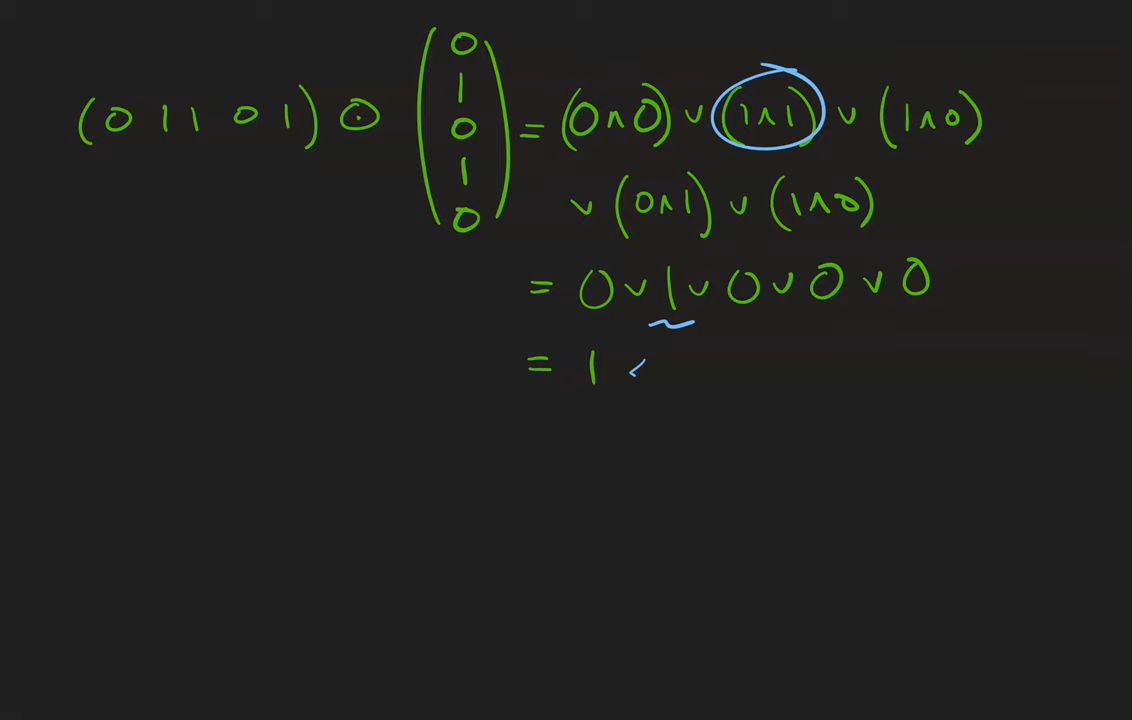 (0 1 1 0 1) ⊙ (0 1 0 1 0) = (0∧0) ∨ (1∧1) ∨ (1∧0)
∨ (0∧1) ∨ (1∧0)
= 0 ∨ 1 ∨ 0 ∨ 0 ∨ 0
= 1